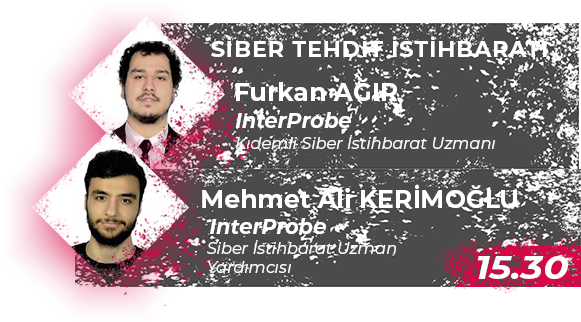 SİBER TEHDİT İSTİHBARATI
Furkan AĞIR
InterProbe
Kıdemli Siber İstihbarat Uzmanı
Mehmet Ali KERİMOĞLU
InterProbe
Siber İstihbarat Uzman
Yardımcısı
15.30